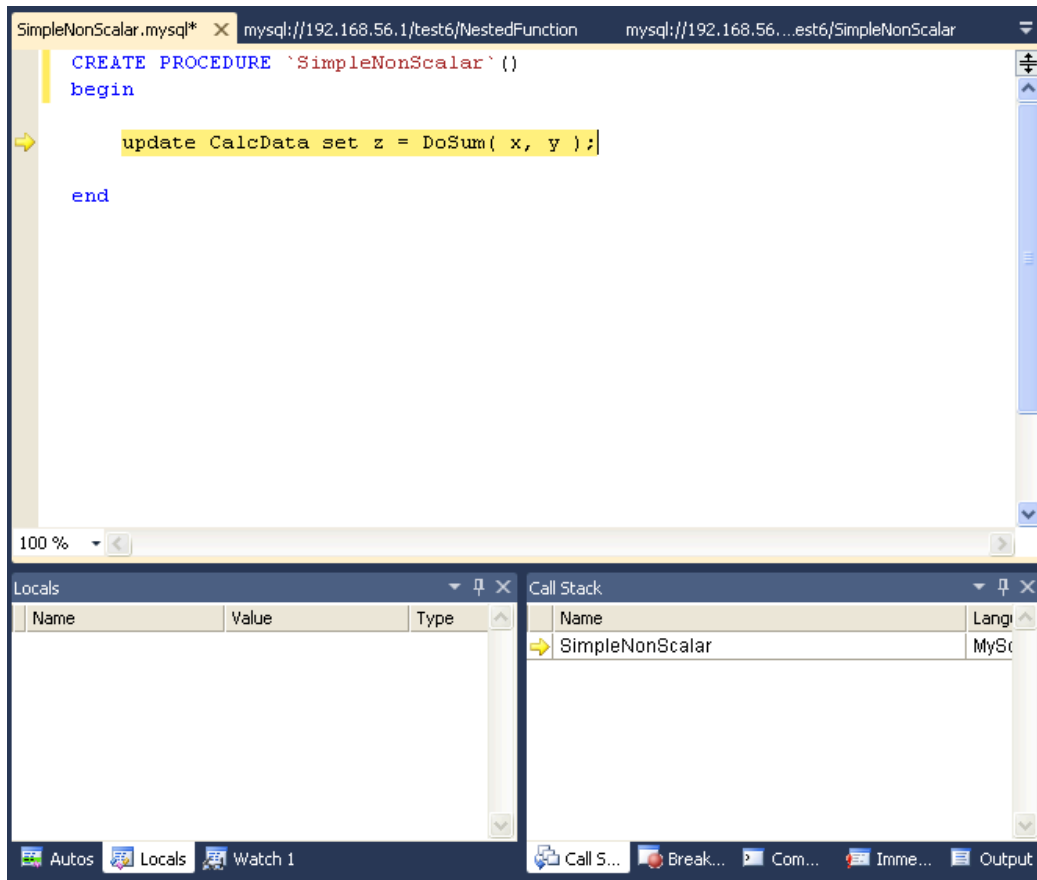 SimpleNonScalar.mysql* mysql://192.168.56.1/test6/NestedFunction mysql://192.168.56....est6/SimpleNonScalar
CREATE PROCEDURE `SimpleNonScalar`()
begin
update CalcData set z = DoSum( x, y );
end
100 %
Locals
Name Value Type
Call Stack
Name Langu
SimpleNonScalar MySQ
Autos Locals Watch 1
Call S... Break... Com... Imme... Output